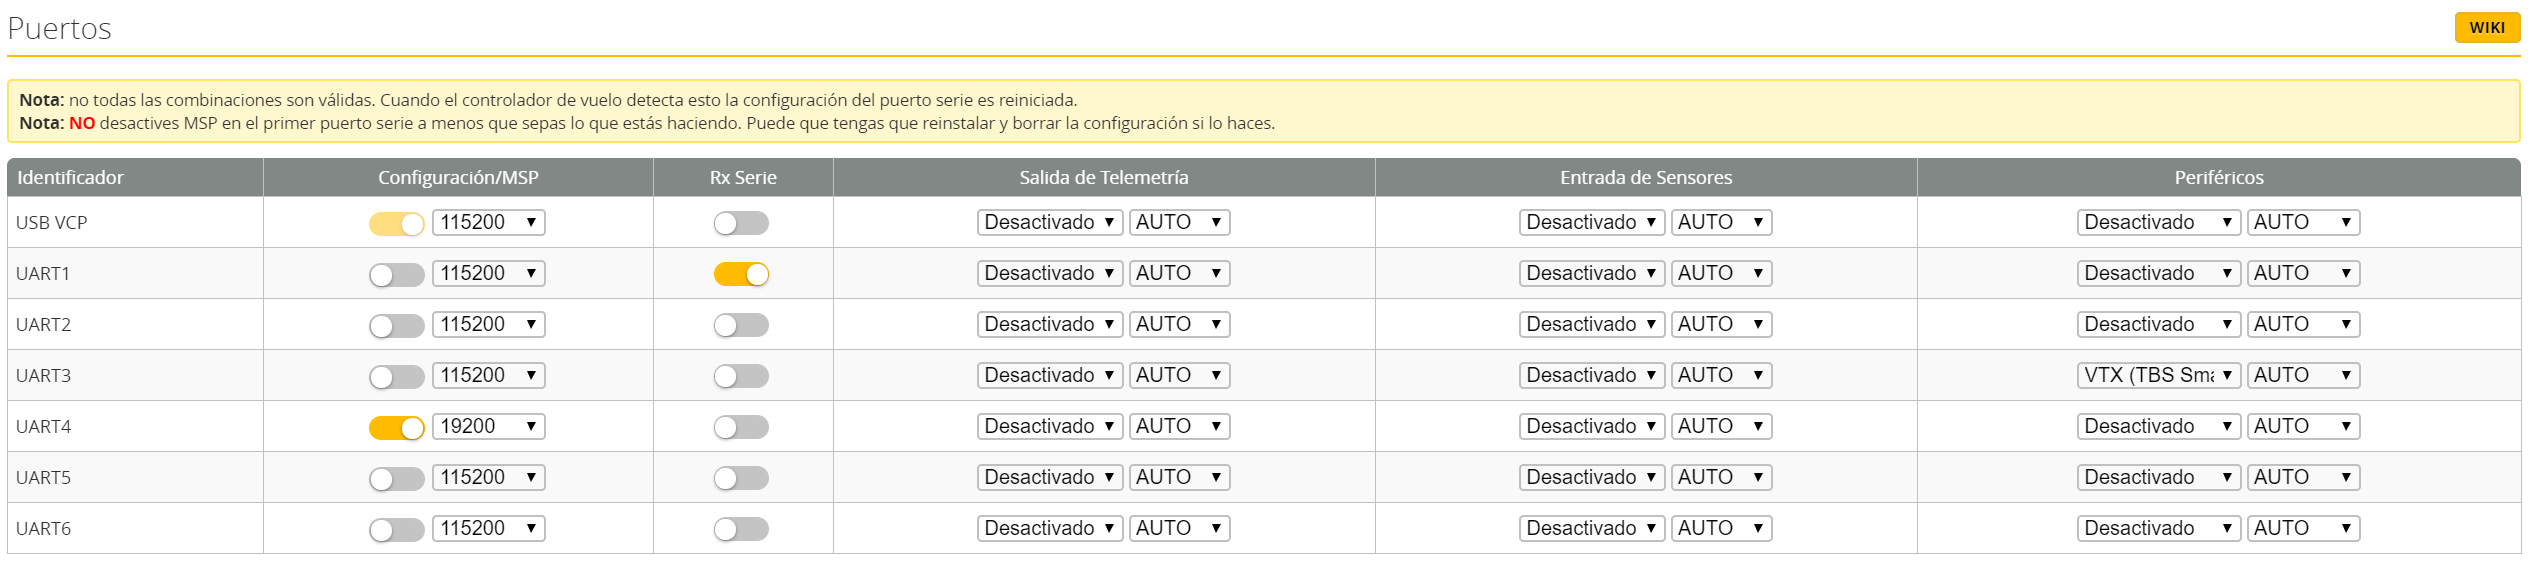 Puertos
WIKI
Nota: no todas las combinaciones son válidas. Cuando el controlador de vuelo detecta esto la configuración del puerto serie es reiniciada.
Nota: NO desactives MSP en el primer puerto serie a menos que sepas lo que estás haciendo. Puede que tengas que reinstalar y borrar la configuración si lo haces.
Identificador Configuración/MSP Rx Serie Salida de Telemetría Entrada de Sensores Periféricos
USB VCP 115200 Desactivado AUTO Desactivado AUTO Desactivado AUTO
UART1 115200 Desactivado AUTO Desactivado AUTO Desactivado AUTO
UART2 115200 Desactivado AUTO Desactivado AUTO Desactivado AUTO
UART3 115200 Desactivado AUTO Desactivado AUTO VTX (TBS Sma AUTO
UART4 19200 Desactivado AUTO Desactivado AUTO Desactivado AUTO
UART5 115200 Desactivado AUTO Desactivado AUTO Desactivado AUTO
UART6 115200 Desactivado AUTO Desactivado AUTO Desactivado AUTO